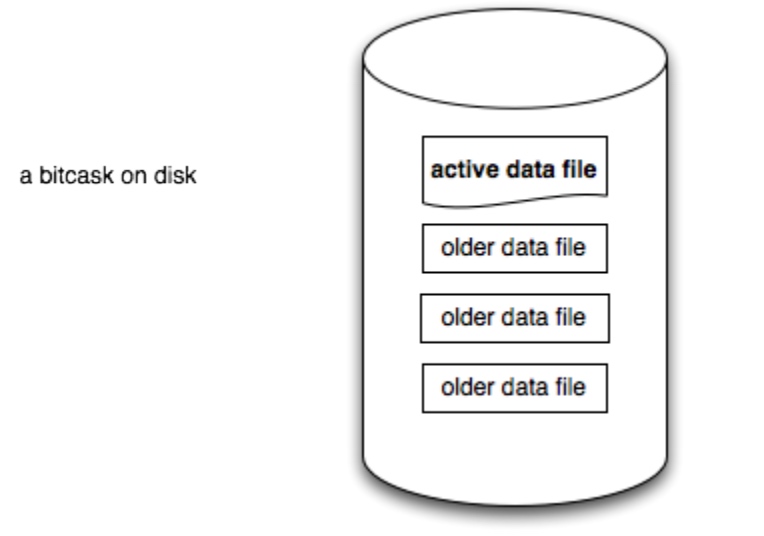 a bitcask on disk
active data file
older data file
older data file
older data file